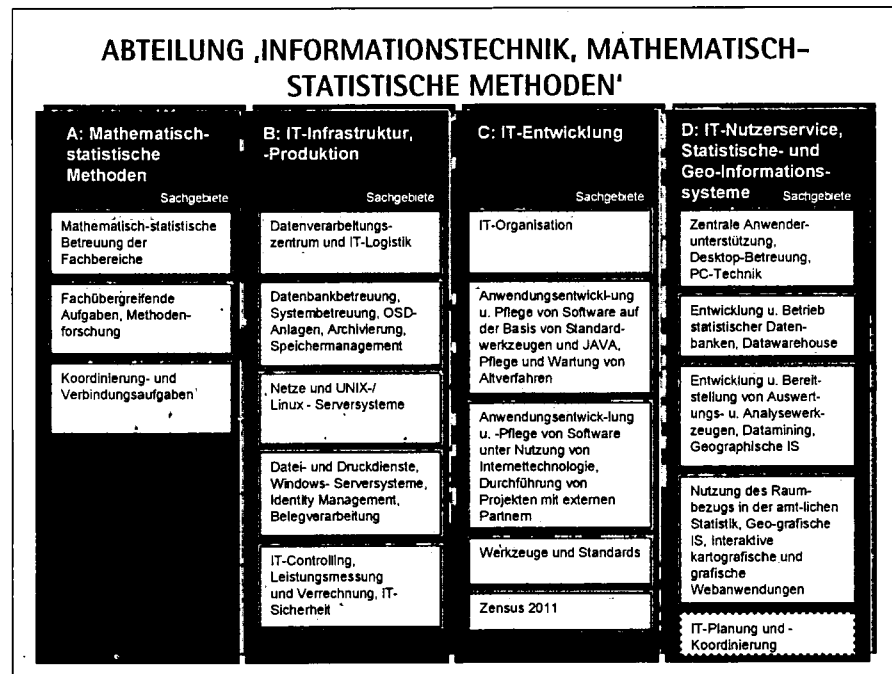 ABTEILUNG ‚INFORMATIONSTECHNIK, MATHEMATISCH-
STATISTISCHE METHODEN‘
A: Mathematisch-
statistische
Methoden
Sachgebiete
Mathematisch-statistische
Betreuung der
Fachbereiche
Fachübergreifende
Aufgaben, Methoden-
forschung
Koordinierung- und
Verbindungsaufgaben
B: IT-Infrastruktur,
-Produktion
Sachgebiete
Datenverarbeitungs-
zentrum und IT-Logistik
Datenbankbetreuung,
Systembetreuung, OSD-
Anlagen, Archivierung,
Speichermanagement
Netze und UNIX-/
Linux - Serversysteme
Datei- und Druckdienste,
Windows- Serversysteme,
Identity Management,
Belegverarbeitung
IT-Controlling,
Leistungsmessung
und Verrechnung, IT-
Sicherheit
C: IT-Entwicklung
Sachgebiete
IT-Organisation
Anwendungsentwickl-ung
u. Pflege von Software auf
der Basis von Standard-
werkzeugen und JAVA,
Pflege und Wartung von
Altverfahren
Anwendungsentwick-lung
u. -Pflege von Software
unter Nutzung von
Internettechnologie,
Durchführung von
Projekten mit externen
Partnern
Werkzeuge und Standards
Zensus 2011
D: IT-Nutzerservice,
Statistische- und
Geo-Informations-
systeme
Sachgebiete
Zentrale Anwender-
unterstützung,
Desktop-Betreuung,
PC-Technik
Entwicklung u. Betrieb
statistischer Daten-
banken, Datawarehouse
Entwicklung u. Bereit-
stellung von Auswert-
ungs- u. Analysewerk-
zeugen, Datamining,
Geographische IS
Nutzung des Raum-
bezugs in der amt-lichen
Statistik, Geo-grafische
IS, Interaktive
kartografische und
grafische
Webanwendungen
IT-Planung und -
Koordinierung